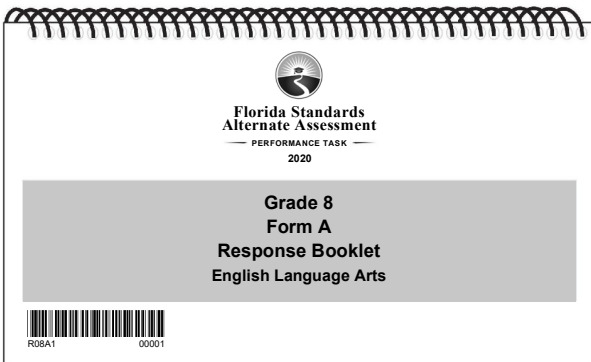 Florida Standards
Alternate Assessment
PERFORMANCE TASK
2020
Grade 8
Form A
Response Booklet
English Language Arts
R08A1 00001